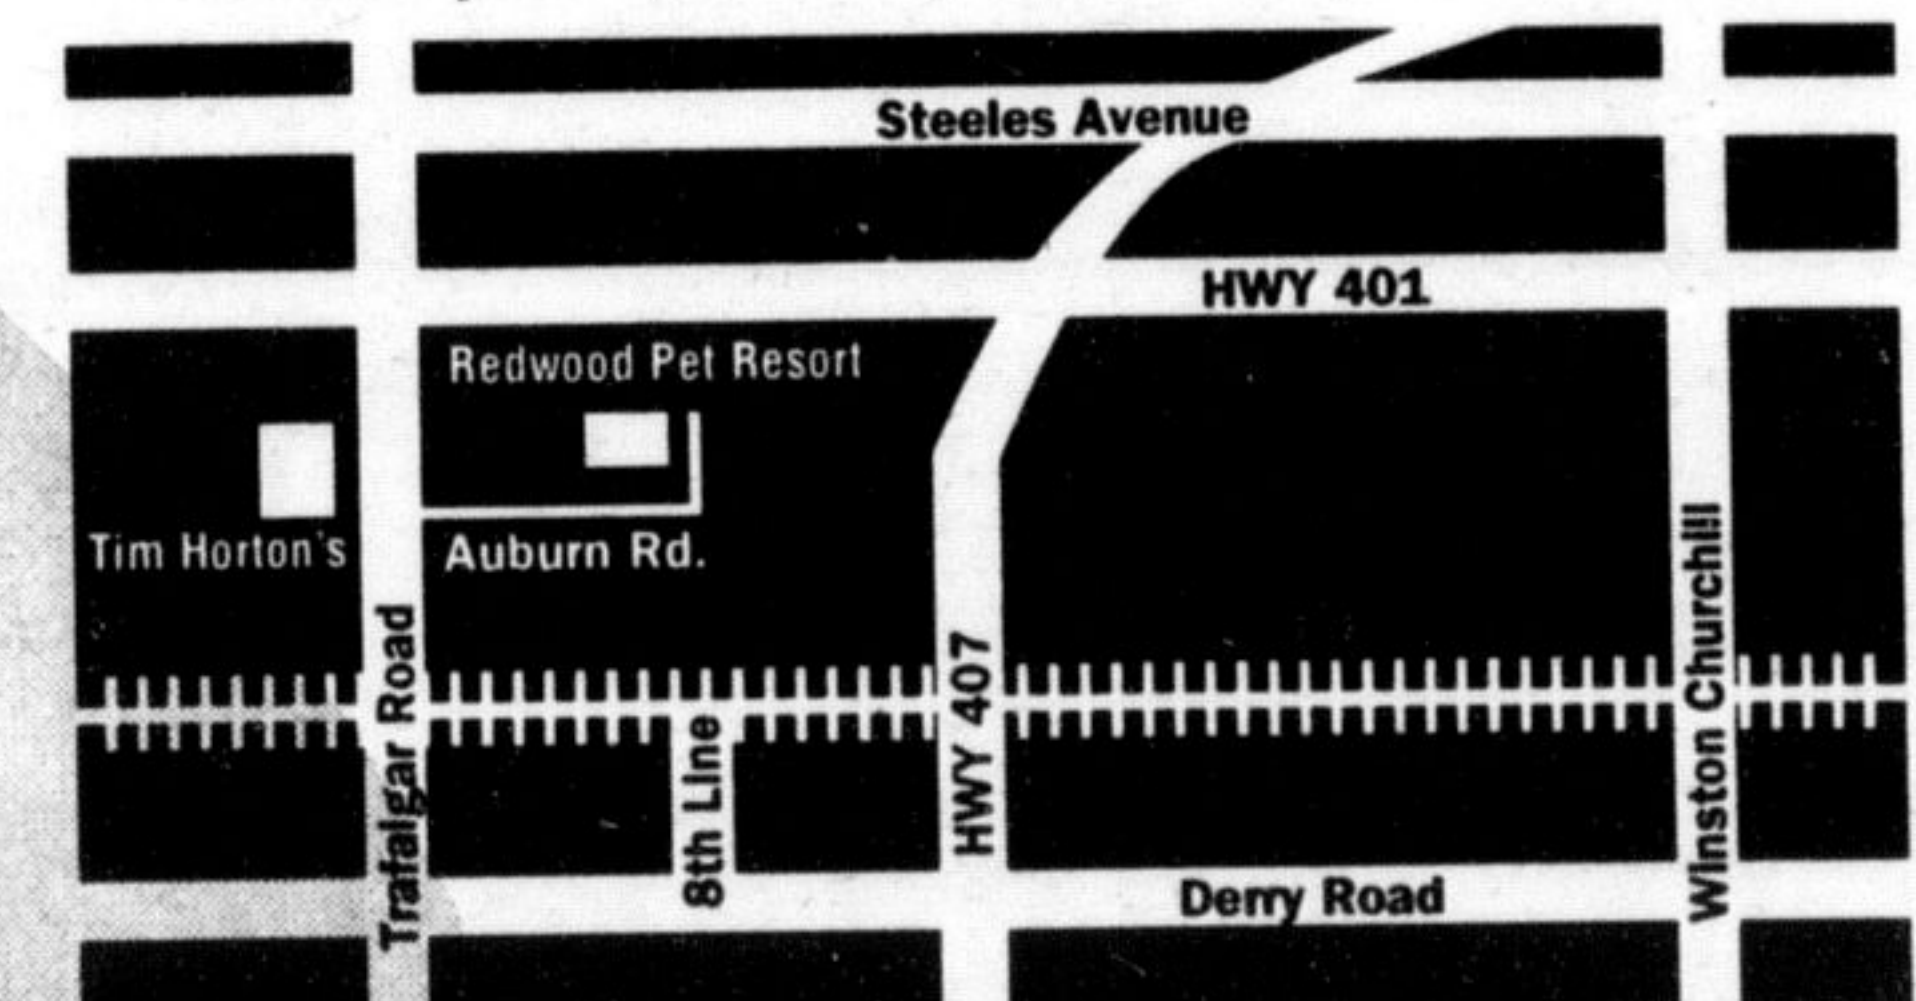 Steeles Avenue
HWY 401
Redwood Pet Resort
Tim Horton's
Auburn Rd.
Trafalgar Road
8th Line
HWY 407
Winston Churchill
Derry Road